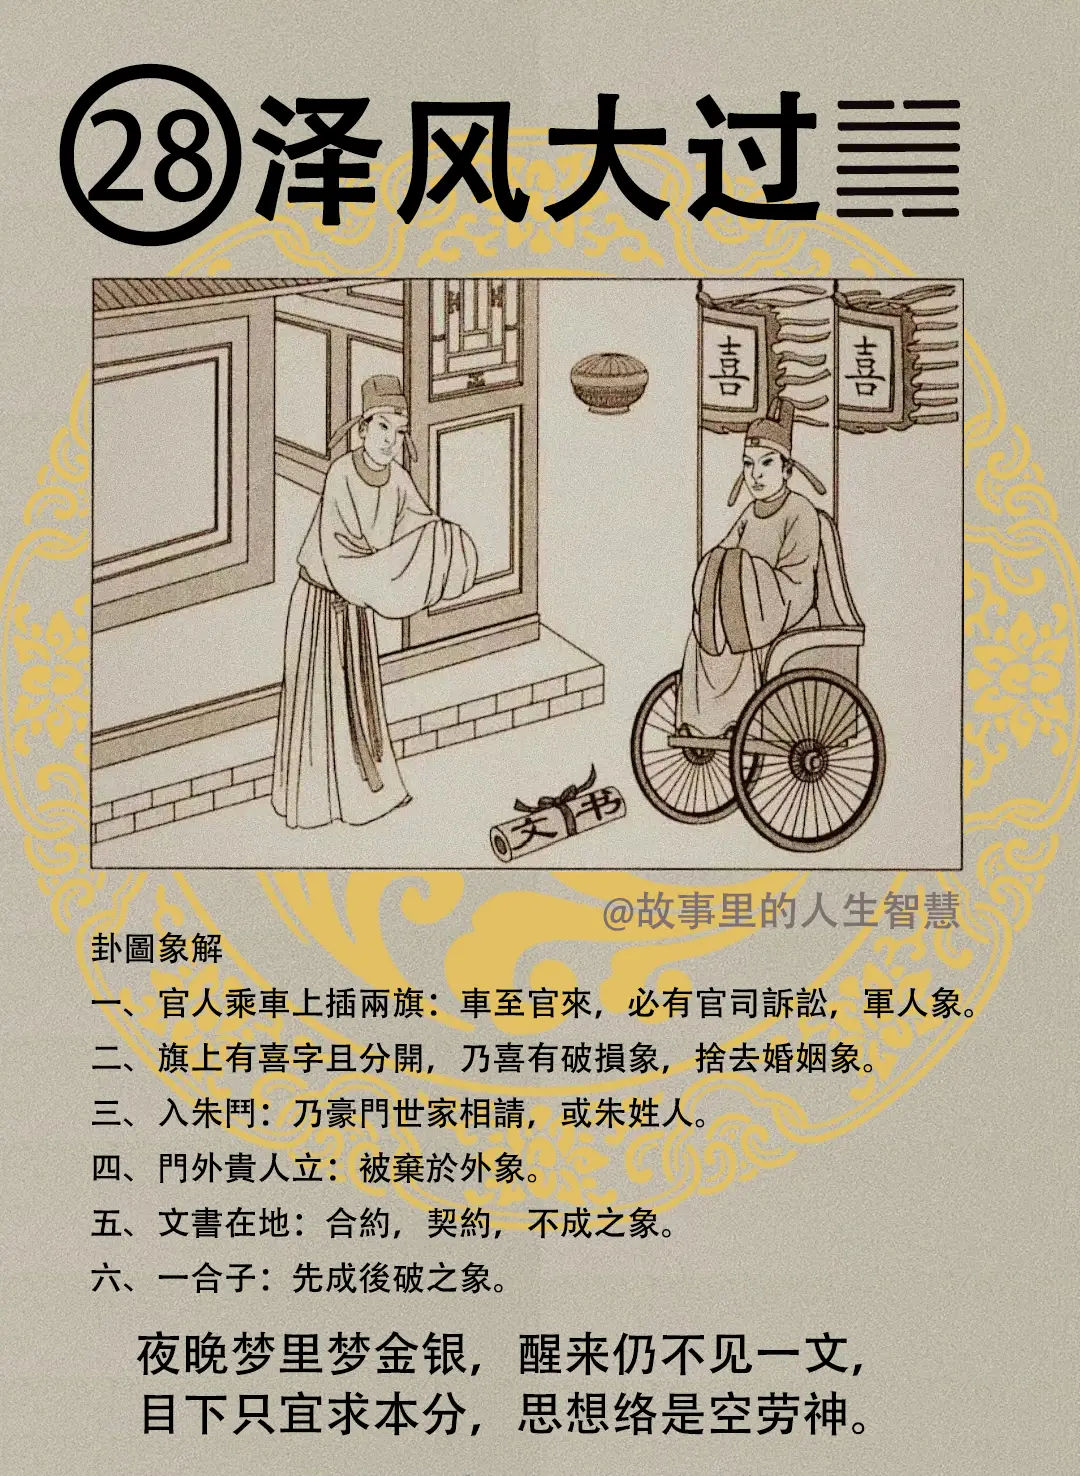 28 泽风大过
喜 喜
文书
@故事里的人生智慧
卦圖象解
一、官人乘車上插兩旗：車至官來，必有官司訴訟，軍人象。
二、旗上有喜字且分開，乃喜有破損象，捨去婚姻象。
三、入朱鬥：乃豪門世家相請，或朱姓人。
四、門外貴人立：被棄於外象。
五、文書在地：合約，契約，不成之象。
六、一合子：先成後破之象。
夜晚梦里梦金银，醒来仍不见一文，
目下只宜求本分，思想络是空劳神。